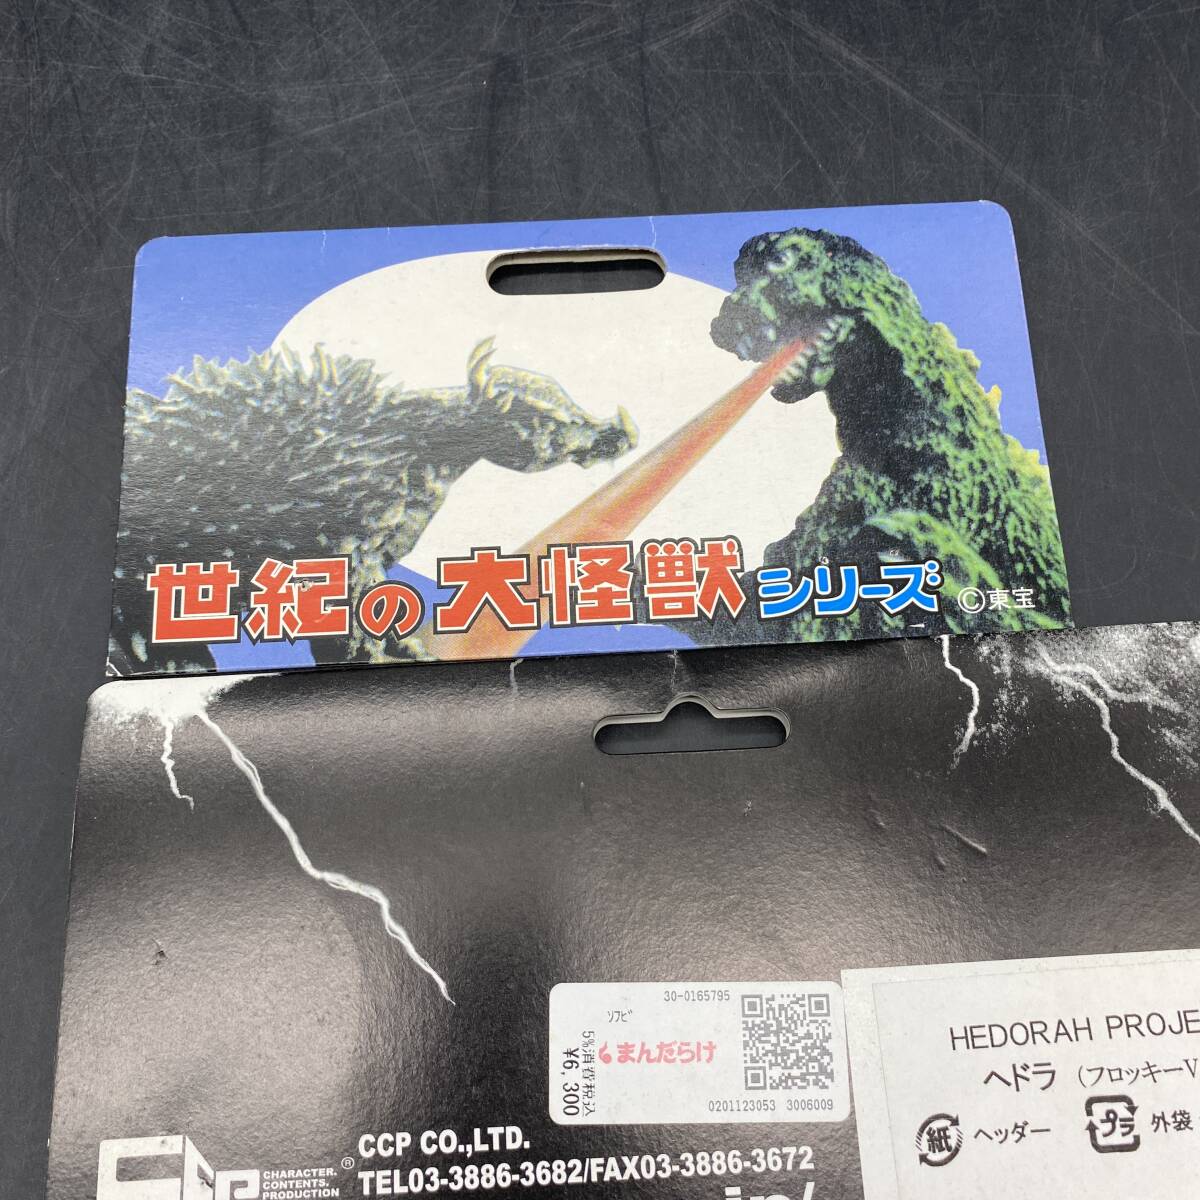 世紀の大怪獣シリーズ ©東宝
30-0165795
ソフビ
まんだらけ
5%消費税込
¥6,300
0201123053 3006009
HEDORAH PROJE
ヘドラ （フロッキーV
紙 ヘッダー プラ 外袋
CCP CO.,LTD.
TEL03-3886-3682/FAX03-3886-3672
CCP
CHARACTER.
CONTENTS.
PRODUCTION
®